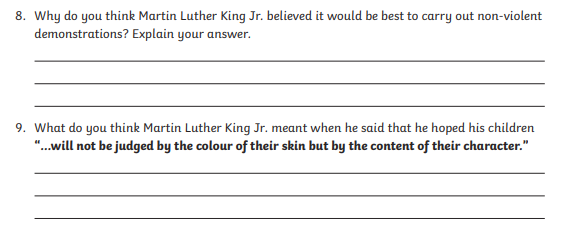 8. Why do you think Martin Luther King Jr. believed it would be best to carry out non-violent
demonstrations? Explain your answer.
9. What do you think Martin Luther King Jr. meant when he said that he hoped his children
“...will not be judged by the colour of their skin but by the content of their character.”